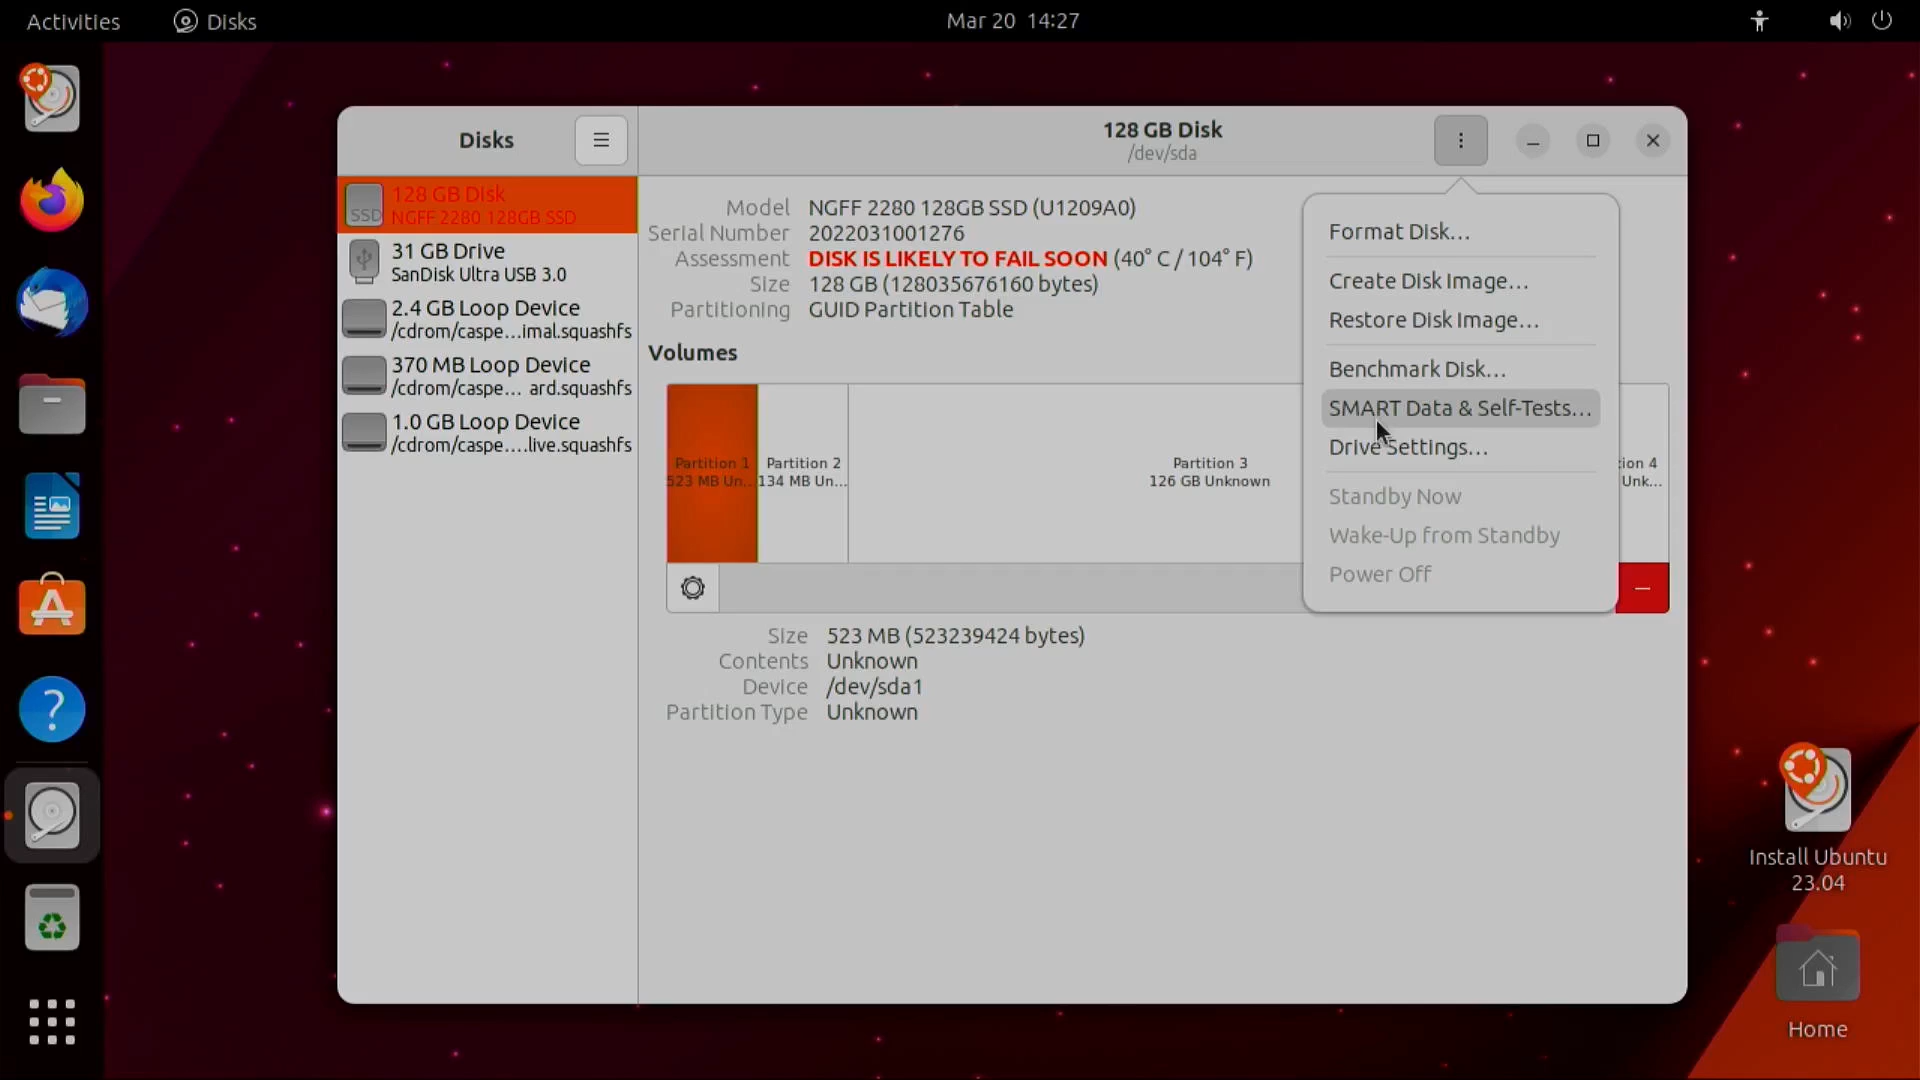 Activities
Disks
Mar 20 14:27
Disks
128 GB Disk
/dev/sda
SSD
128 GB Disk
NGFF 2280 128GB SSD
31 GB Drive
SanDisk Ultra USB 3.0
2.4 GB Loop Device
/cdrom/caspe…imal.squashfs
370 MB Loop Device
/cdrom/caspe… ard.squashfs
1.0 GB Loop Device
/cdrom/caspe….live.squashfs
Model NGFF 2280 128GB SSD (U1209A0)
Serial Number 2022031001276
Assessment DISK IS LIKELY TO FAIL SOON (40° C / 104° F)
Size 128 GB (128035676160 bytes)
Partitioning GUID Partition Table
Volumes
Partition 1
523 MB Un…
Partition 2
134 MB Un…
Partition 3
126 GB Unknown
tion 4
Unk…
Size 523 MB (523239424 bytes)
Contents Unknown
Device /dev/sda1
Partition Type Unknown
Format Disk…
Create Disk Image…
Restore Disk Image…
Benchmark Disk…
SMART Data & Self-Tests…
Drive Settings…
Standby Now
Wake-Up from Standby
Power Off
Install Ubuntu
23.04
Home